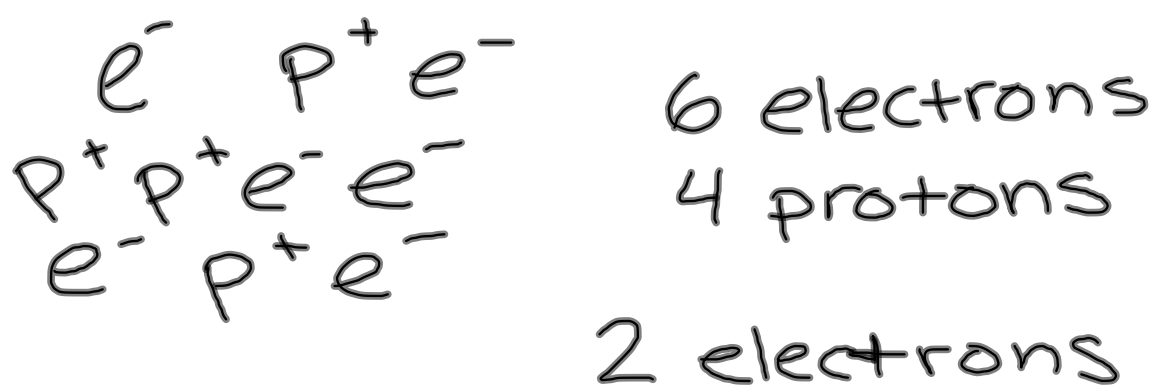 e⁻ p⁺ e⁻
p⁺ p⁺ e⁻ e⁻
e⁻ p⁺ e⁻
6 electrons
4 protons
2 electrons